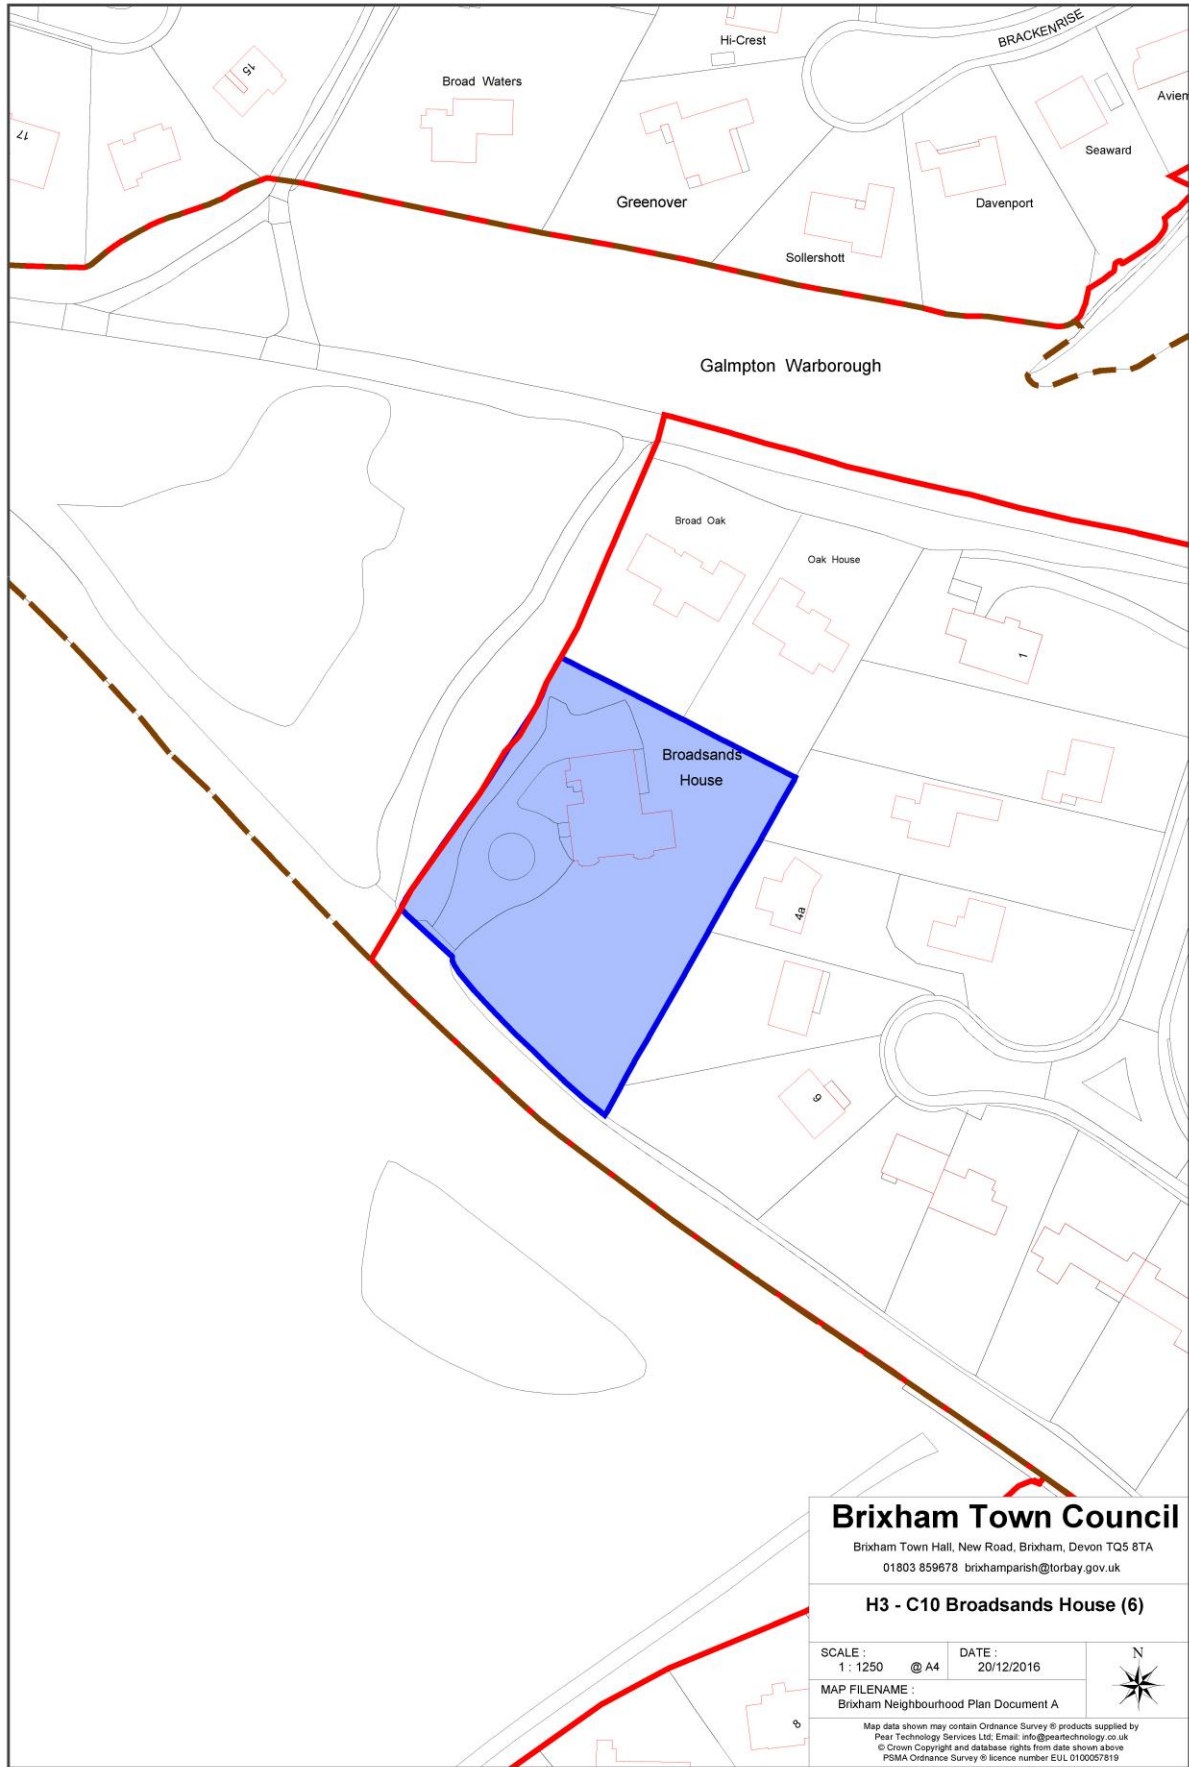 Hi-Crest
BRACKENRISE
15
Broad Waters
Aviem
17
Seaward
Greenover
Davenport
Sollershott
Galmpton Warborough
Broad Oak
Oak House
1
Broadsands
House
4a
9
8
Brixham Town Council
Brixham Town Hall, New Road, Brixham, Devon TQ5 8TA
01803 859678 brixhamparish@torbay.gov.uk
H3 - C10 Broadsands House (6)
SCALE :
1 : 1250 @ A4
DATE :
20/12/2016
N
MAP FILENAME :
Brixham Neighbourhood Plan Document A
Map data shown may contain Ordnance Survey ® products supplied by
Pear Technology Services Ltd; Email: info@peartechnology.co.uk
© Crown Copyright and database rights from date shown above
PSMA Ordnance Survey ® licence number EUL 0100057819